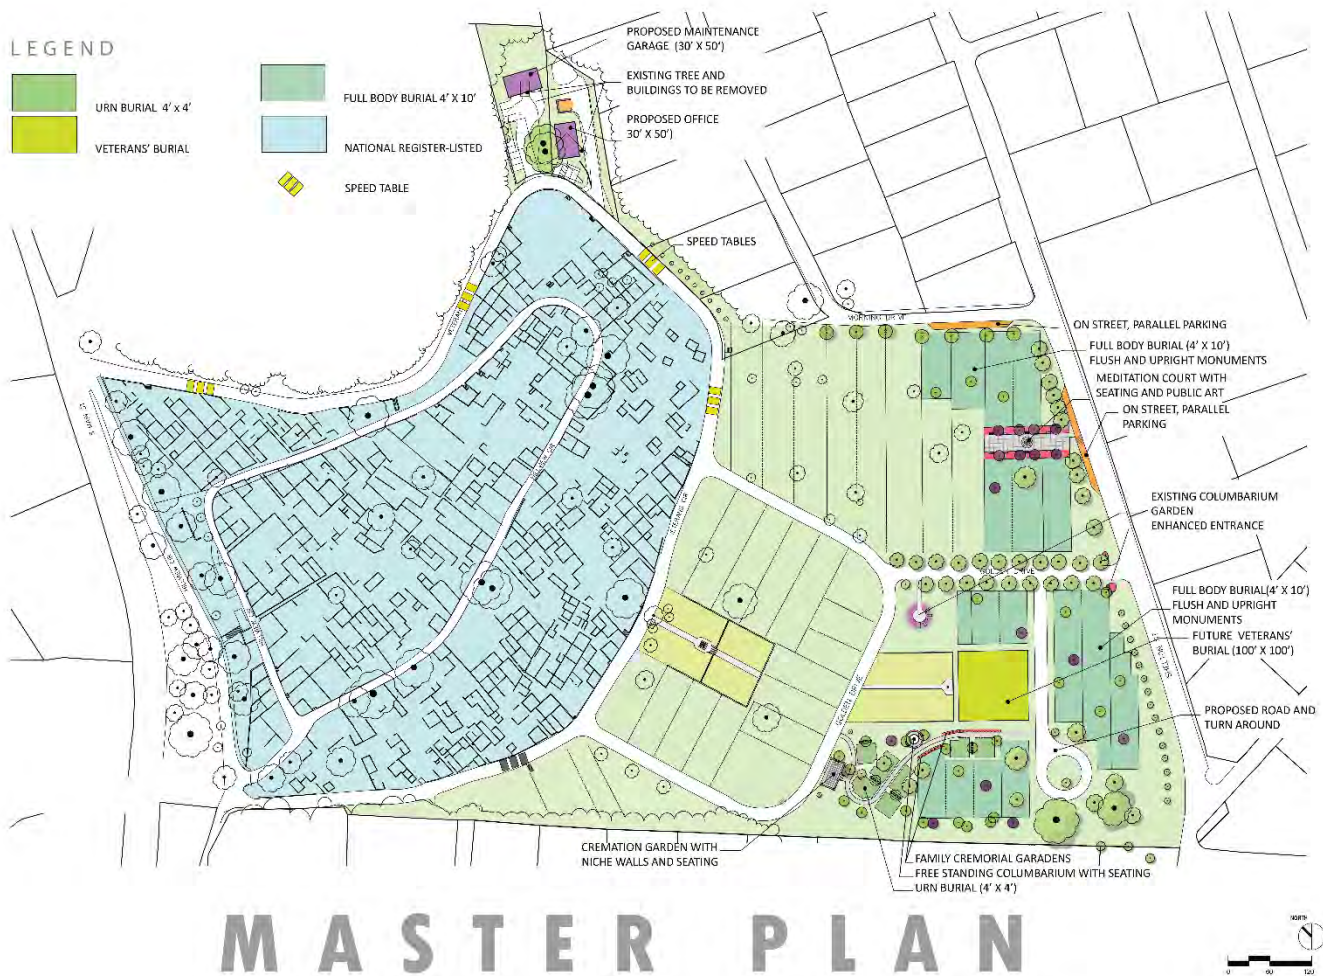 LEGEND
URN BURIAL 4' x 4'
VETERANS' BURIAL
FULL BODY BURIAL 4' X 10'
NATIONAL REGISTER-LISTED
SPEED TABLE
PROPOSED MAINTENANCE
GARAGE (30' X 50')
EXISTING TREE AND
BUILDINGS TO BE REMOVED
PROPOSED OFFICE
30' X 50')
SPEED TABLES
ON STREET, PARALLEL PARKING
FULL BODY BURIAL (4' X 10')
FLUSH AND UPRIGHT MONUMENTS
MEDITATION COURT WITH
SEATING AND PUBLIC ART
ON STREET, PARALLEL
PARKING
EXISTING COLUMBARIUM
GARDEN
ENHANCED ENTRANCE
FULL BODY BURIAL(4' X 10')
FLUSH AND UPRIGHT
MONUMENTS
FUTURE VETERANS'
BURIAL (100' X 100')
PROPOSED ROAD AND
TURN AROUND
CREMATION GARDEN WITH
NICHE WALLS AND SEATING
FAMILY CREMORIAL GARADENS
FREE STANDING COLUMBARIUM WITH SEATING
URN BURIAL (4' X 4')
MASTER PLAN
NORTH
0 60 120